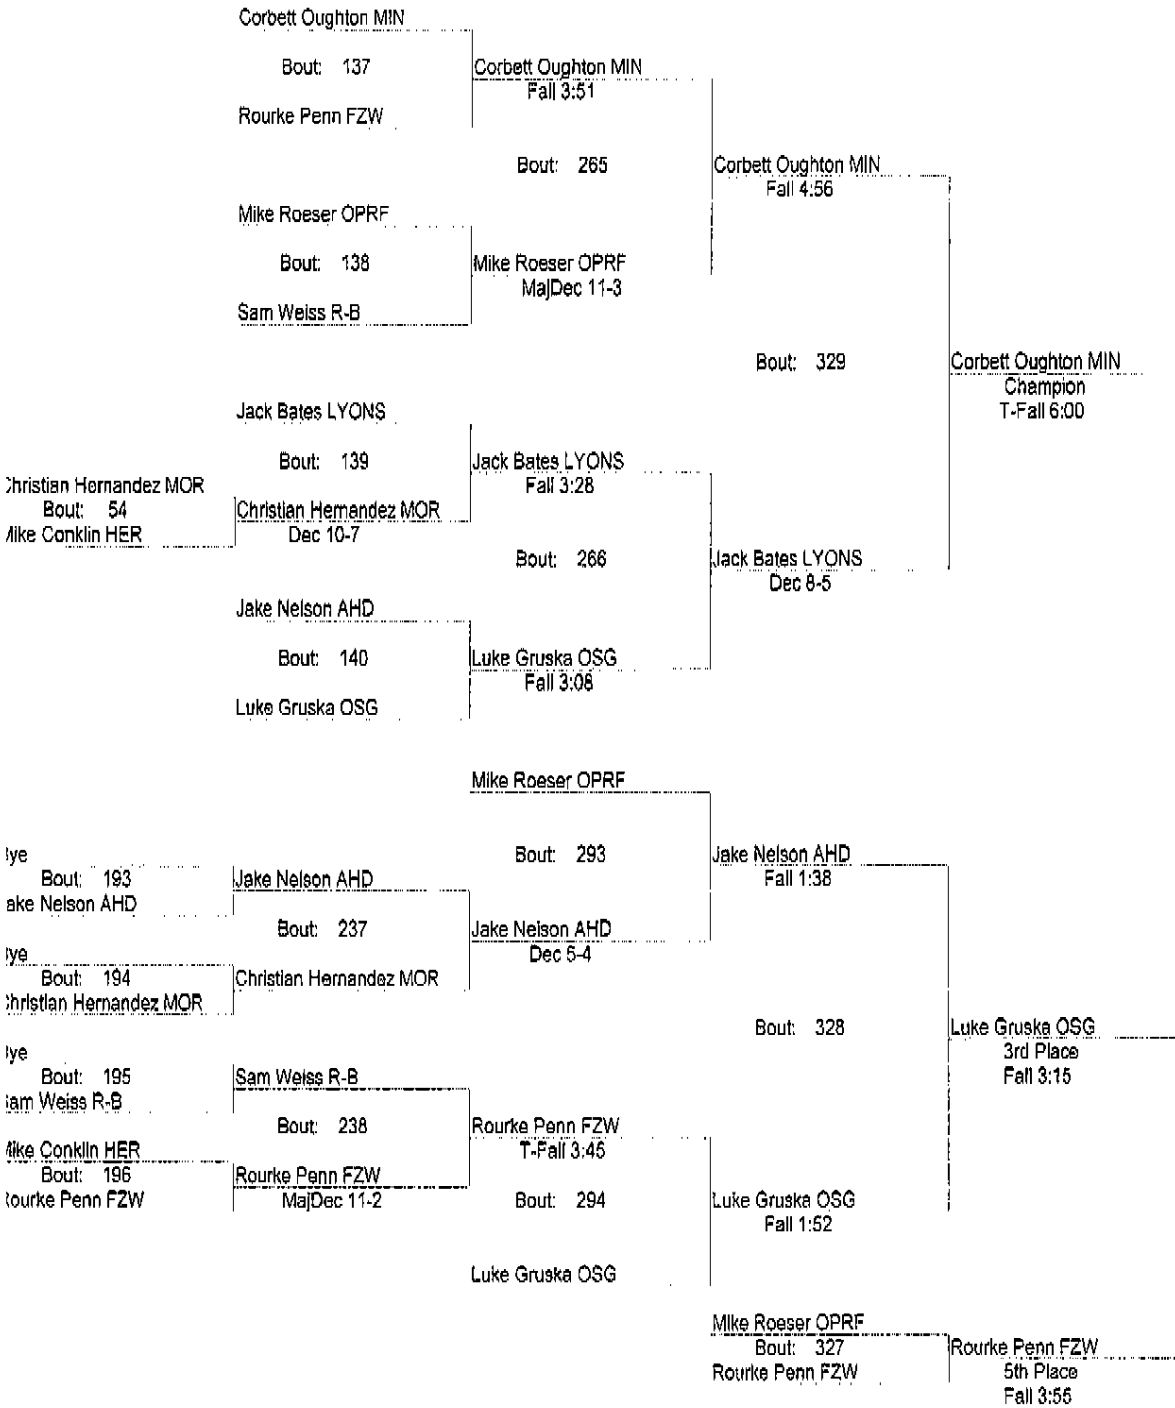 Corbett Oughton MIN
Bout: 137
Corbett Oughton MIN
Fall 3:51
Rourke Penn FZW
Bout: 265
Corbett Oughton MIN
Fall 4:56
Mike Roeser OPRF
Bout: 138
Mike Roeser OPRF
MajDec 11-3
Sam Weiss R-B
Bout: 329
Corbett Oughton MIN
Champion
T-Fall 6:00
Jack Bates LYONS
Bout: 139
Jack Bates LYONS
Fall 3:28
Christian Hernandez MOR
Bout: 54
Mike Conklin HER
Christian Hernandez MOR
Dec 10-7
Bout: 266
Jack Bates LYONS
Dec 8-5
Jake Nelson AHD
Bout: 140
Luke Gruska OSG
Fall 3:08
Luke Gruska OSG
Mike Roeser OPRF
Bout: 293
Jake Nelson AHD
Fall 1:38
ye
Bout: 193
ake Nelson AHD
Jake Nelson AHD
Bout: 237
Jake Nelson AHD
Dec 5-4
ye
Bout: 194
Christian Hernandez MOR
Christian Hernandez MOR
Bout: 328
Luke Gruska OSG
3rd Place
Fall 3:15
ye
Bout: 195
Sam Weiss R-B
Sam Weiss R-B
Bout: 238
Rourke Penn FZW
T-Fall 3:45
Mike Conklin HER
Bout: 196
Rourke Penn FZW
Rourke Penn FZW
MajDec 11-2
Bout: 294
Luke Gruska OSG
Fall 1:52
Luke Gruska OSG
Mike Roeser OPRF
Bout: 327
Rourke Penn FZW
Rourke Penn FZW
5th Place
Fall 3:55